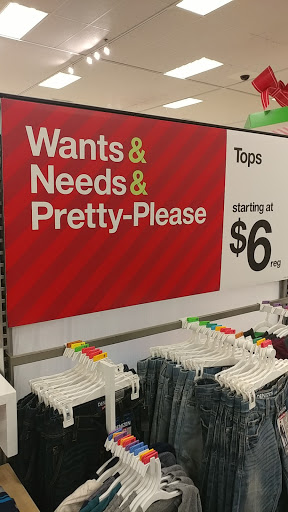 Wants &
Needs &
Pretty-Please
Tops
starting at
$6
reg